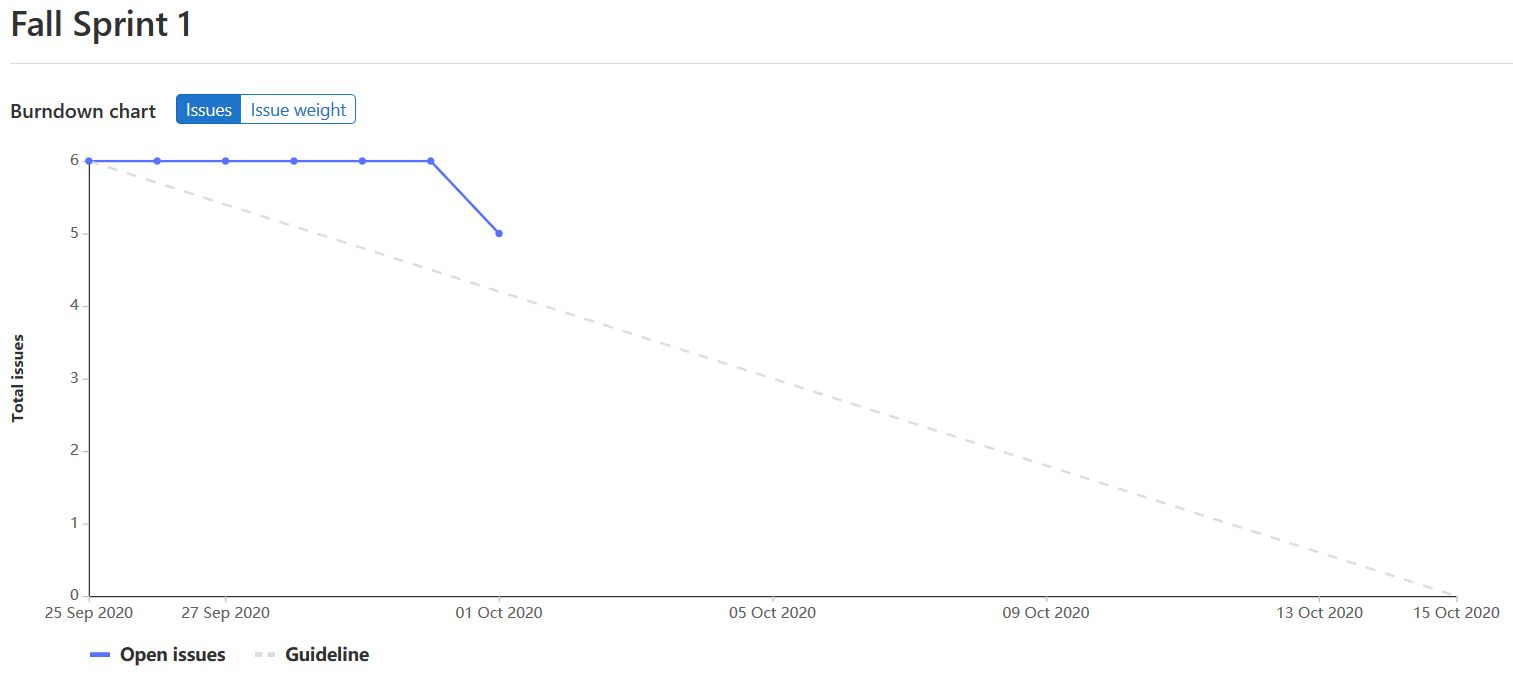 Fall Sprint 1
Burndown chart Issues Issue weight
6
5
4
3
2
1
0
Total issues
25 Sep 2020 27 Sep 2020 01 Oct 2020 05 Oct 2020 09 Oct 2020 13 Oct 2020 15 Oct 2020
Open issues Guideline